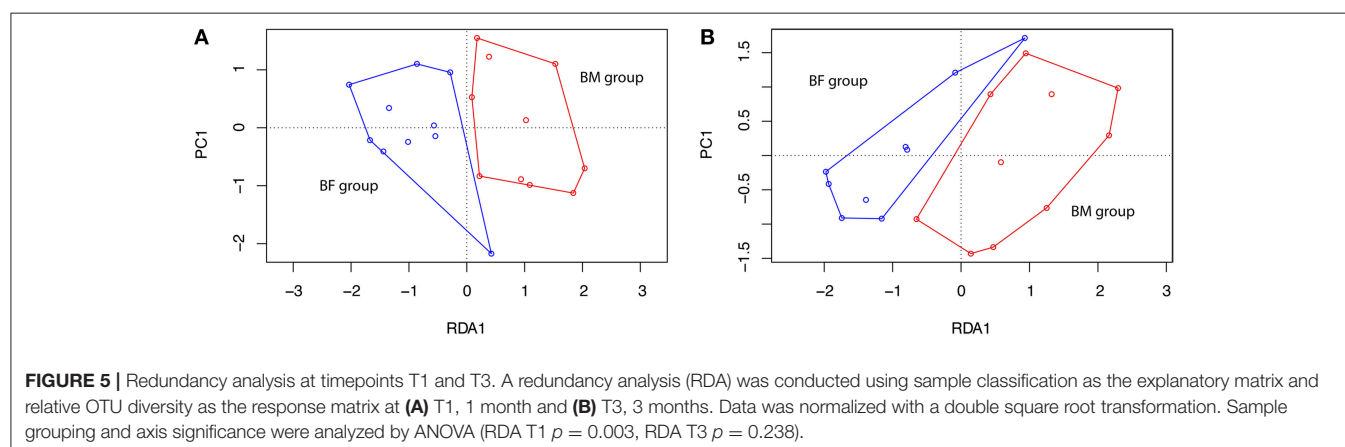 A
BM group
BF group
PC1
1
0
−1
−2
−3 −2 −1 0 1 2 3
RDA1
B
BF group
BM group
PC1
1.5
0.5
−0.5
−1.5
−2 −1 0 1 2 3
RDA1
FIGURE 5 | Redundancy analysis at timepoints T1 and T3. A redundancy analysis (RDA) was conducted using sample classification as the explanatory matrix and
relative OTU diversity as the response matrix at (A) T1, 1 month and (B) T3, 3 months. Data was normalized with a double square root transformation. Sample
grouping and axis significance were analyzed by ANOVA (RDA T1 p = 0.003, RDA T3 p = 0.238).